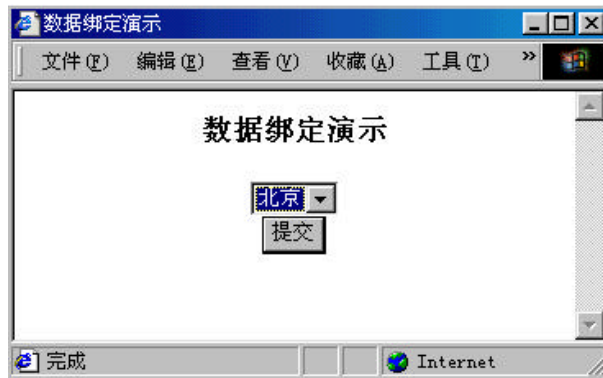 数据绑定演示
文件(F) 编辑(E) 查看(V) 收藏(A) 工具(T) »
数据绑定演示
北京
提交
完成 Internet